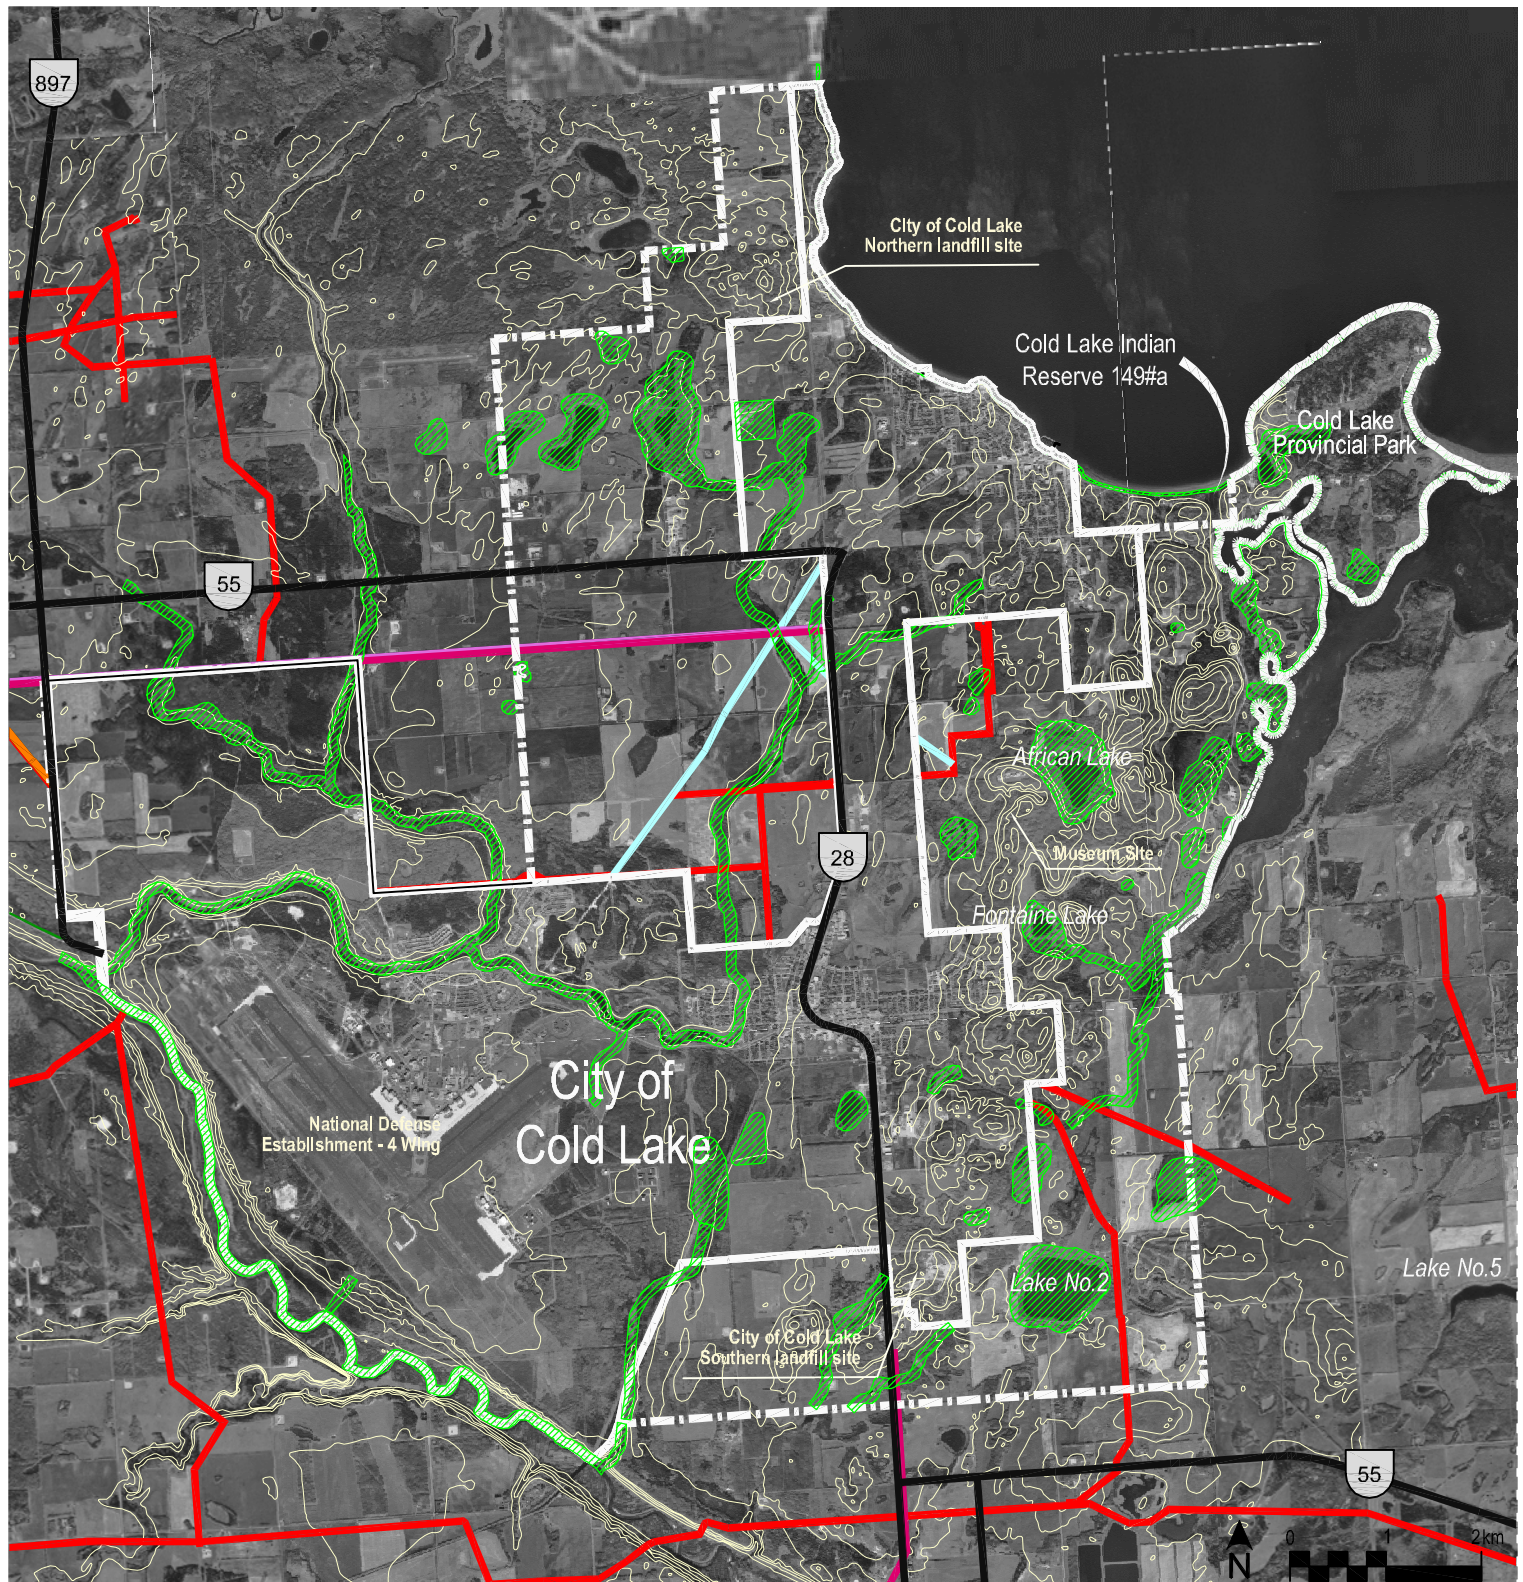 897
City of Cold Lake
Northern landfill site
Cold Lake Indian
Reserve 149#a
Cold Lake
Provincial Park
55
African Lake
28
Museum Site
Fontaine Lake
City of
Cold Lake
National Defense
Establishment - 4 Wing
Lake No.5
Lake No.2
City of Cold Lake
Southern landfill site
55
0 1 2km
N